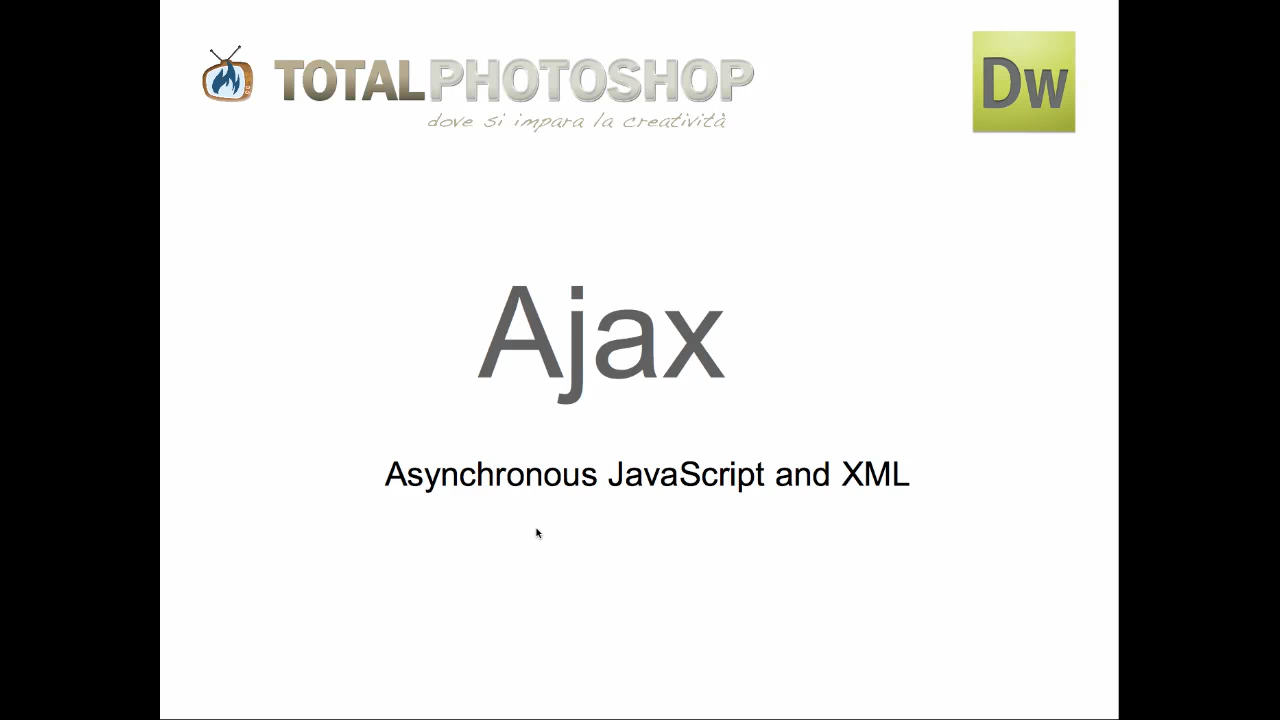 TOTALPHOTOSHOP
dove si impara la creatività
Dw
Ajax
Asynchronous JavaScript and XML